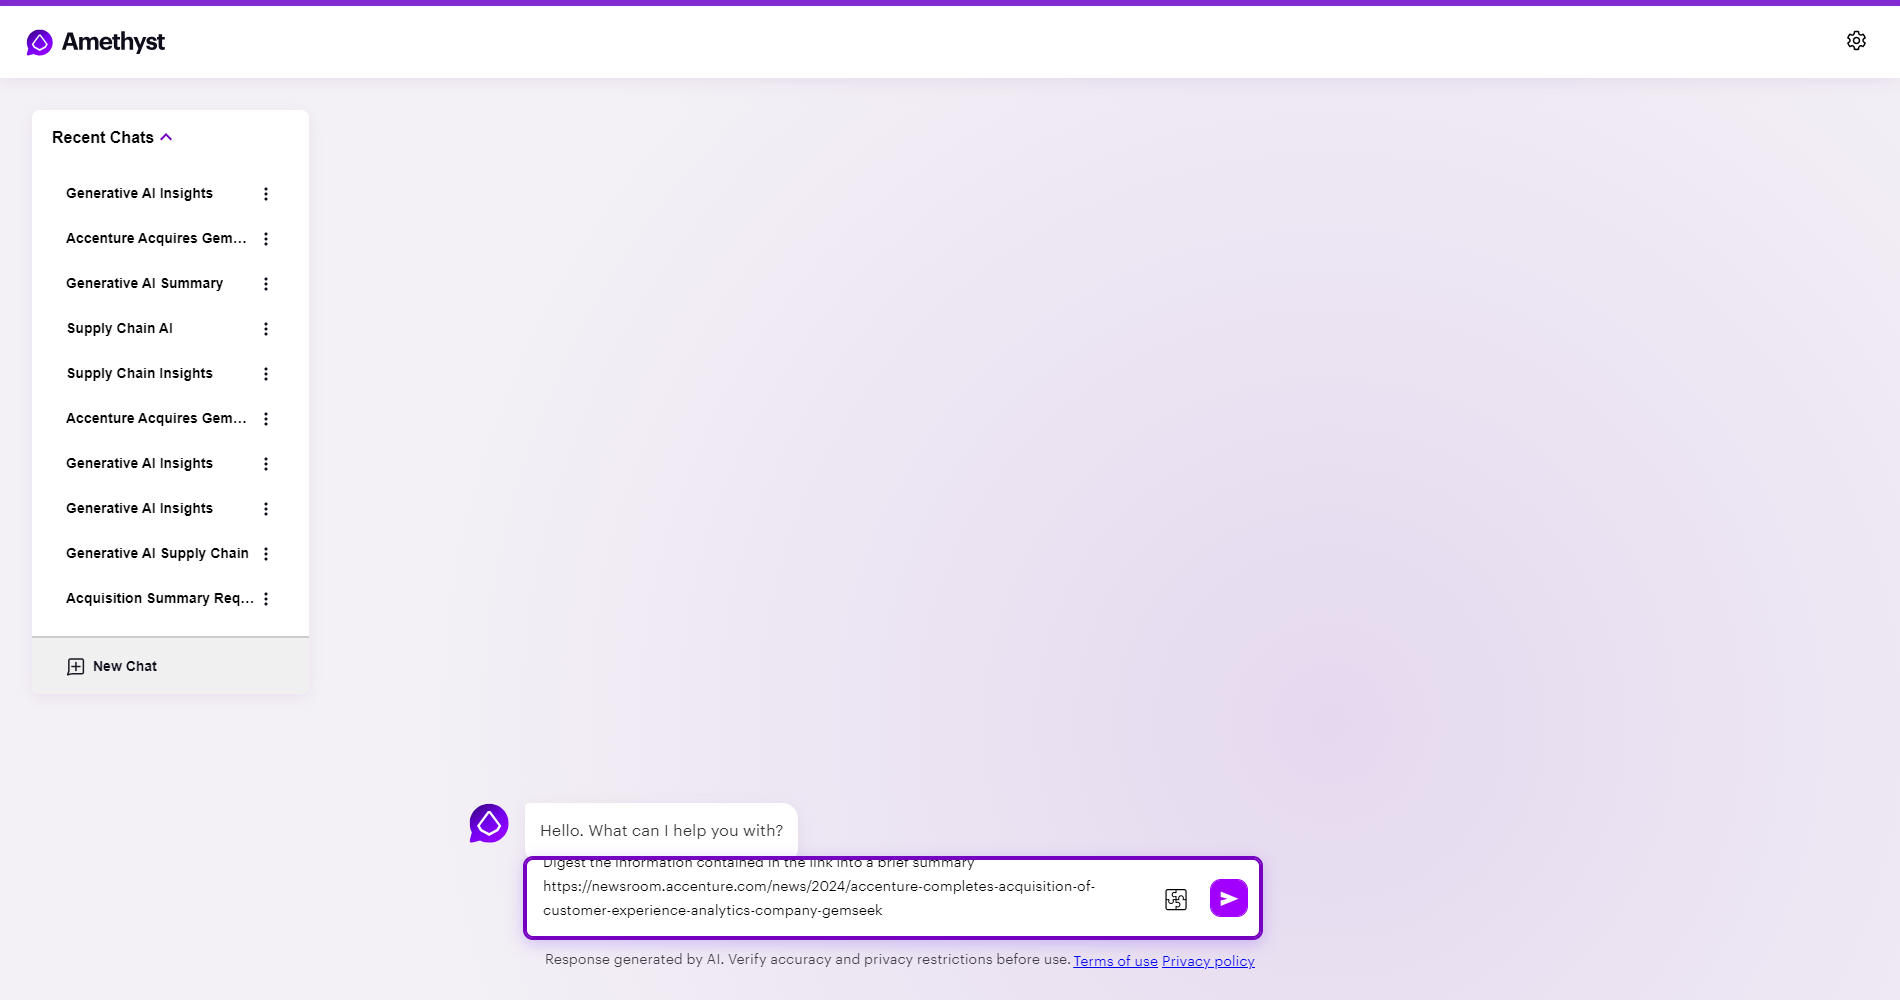 Amethyst
Recent Chats
Generative AI Insights
Accenture Acquires Gem...
Generative AI Summary
Supply Chain AI
Supply Chain Insights
Accenture Acquires Gem...
Generative AI Insights
Generative AI Insights
Generative AI Supply Chain
Acquisition Summary Req...
New Chat
Hello. What can I help you with?
Digest the information contained in the link into a brief summary
https://newsroom.accenture.com/news/2024/accenture-completes-acquisition-of-
customer-experience-analytics-company-gemseek
Response generated by AI. Verify accuracy and privacy restrictions before use. Terms of use Privacy policy